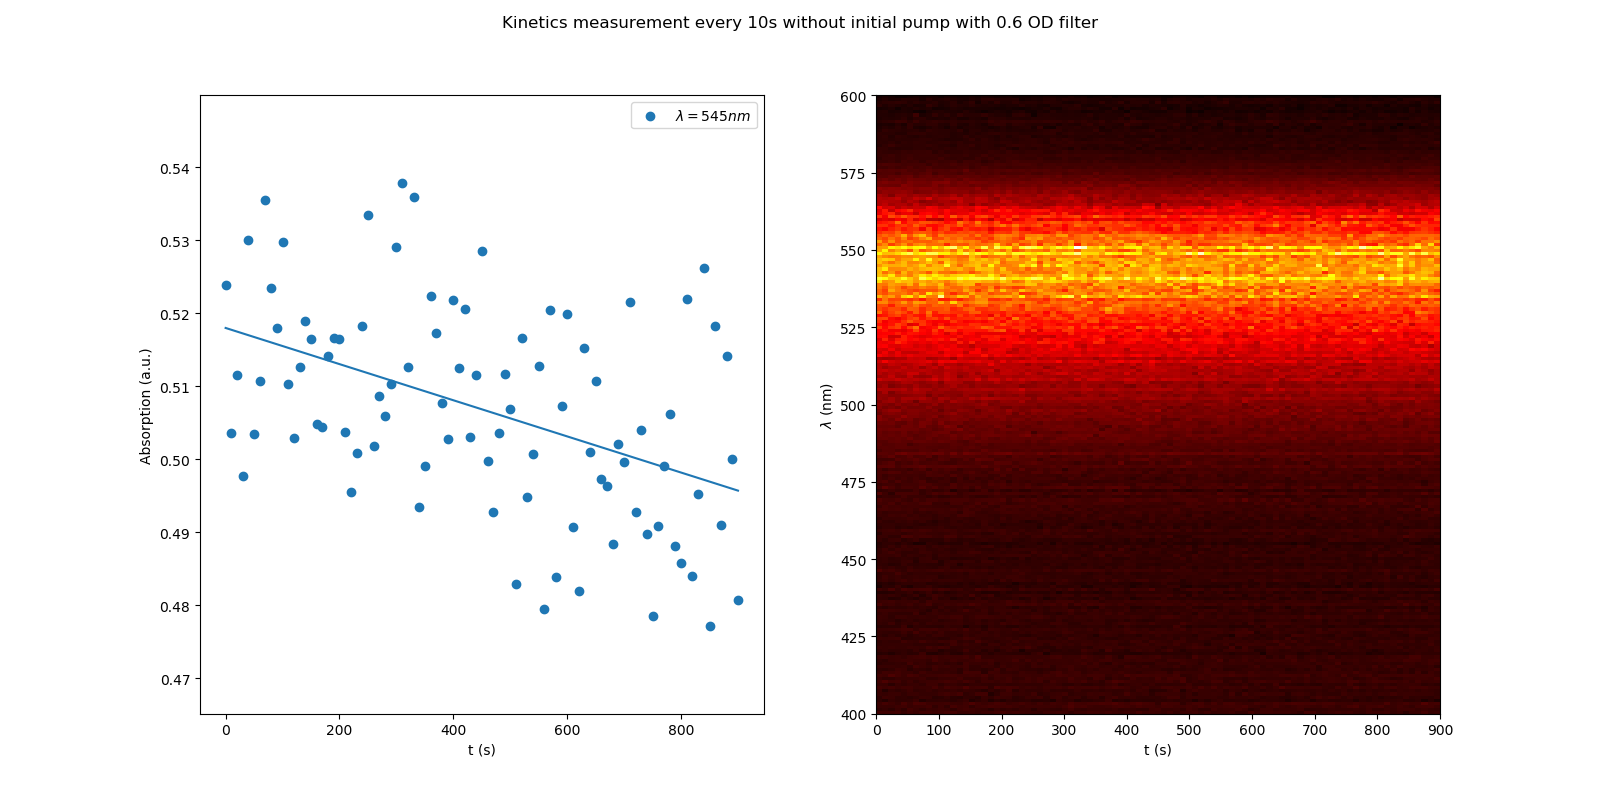 Kinetics measurement every 10s without initial pump with 0.6 OD filter
λ = 545nm
Absorption (a.u.)
0.54
0.53
0.52
0.51
0.50
0.49
0.48
0.47
0 200 400 600 800
t (s)
λ (nm)
600
575
550
525
500
475
450
425
400
0 100 200 300 400 500 600 700 800 900
t (s)